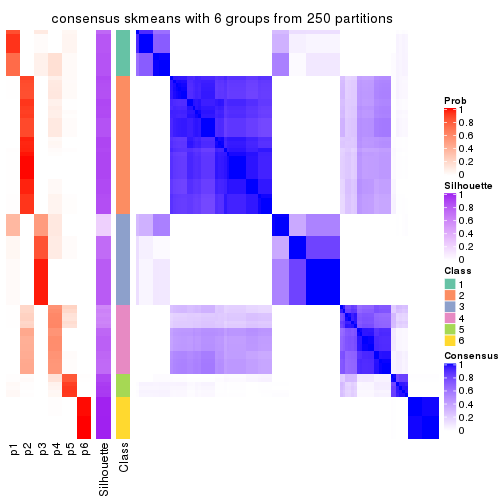 consensus skmeans with 6 groups from 250 partitions
Prob
1
0.8
0.6
0.4
0.2
0
Silhouette
1
0.8
0.6
0.4
0.2
0
Class
1
2
3
4
5
6
Consensus
1
0.8
0.6
0.4
0.2
0
p1
p2
p3
p4
p5
p6
Silhouette
Class